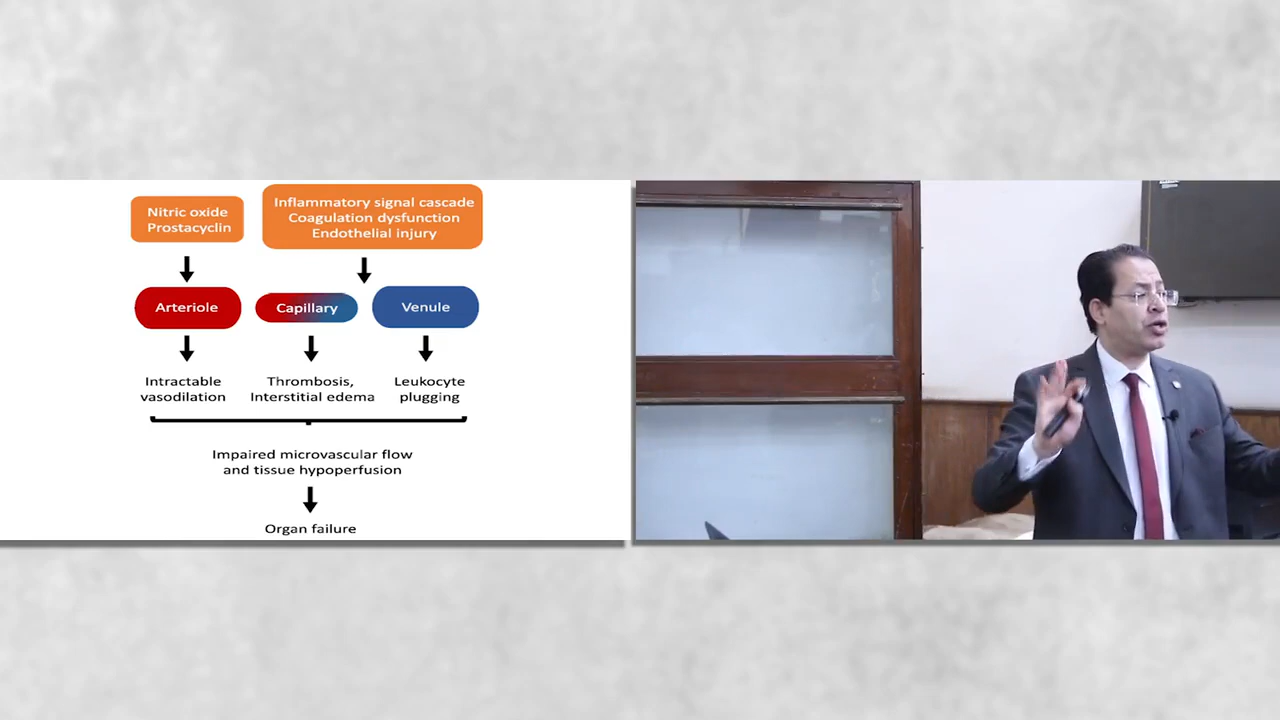 Nitric oxide
Prostacyclin
Inflammatory signal cascade
Coagulation dysfunction
Endothelial injury
Arteriole
Capillary
Venule
Intractable
vasodilation
Thrombosis,
Interstitial edema
Leukocyte
plugging
Impaired microvascular flow
and tissue hypoperfusion
Organ failure